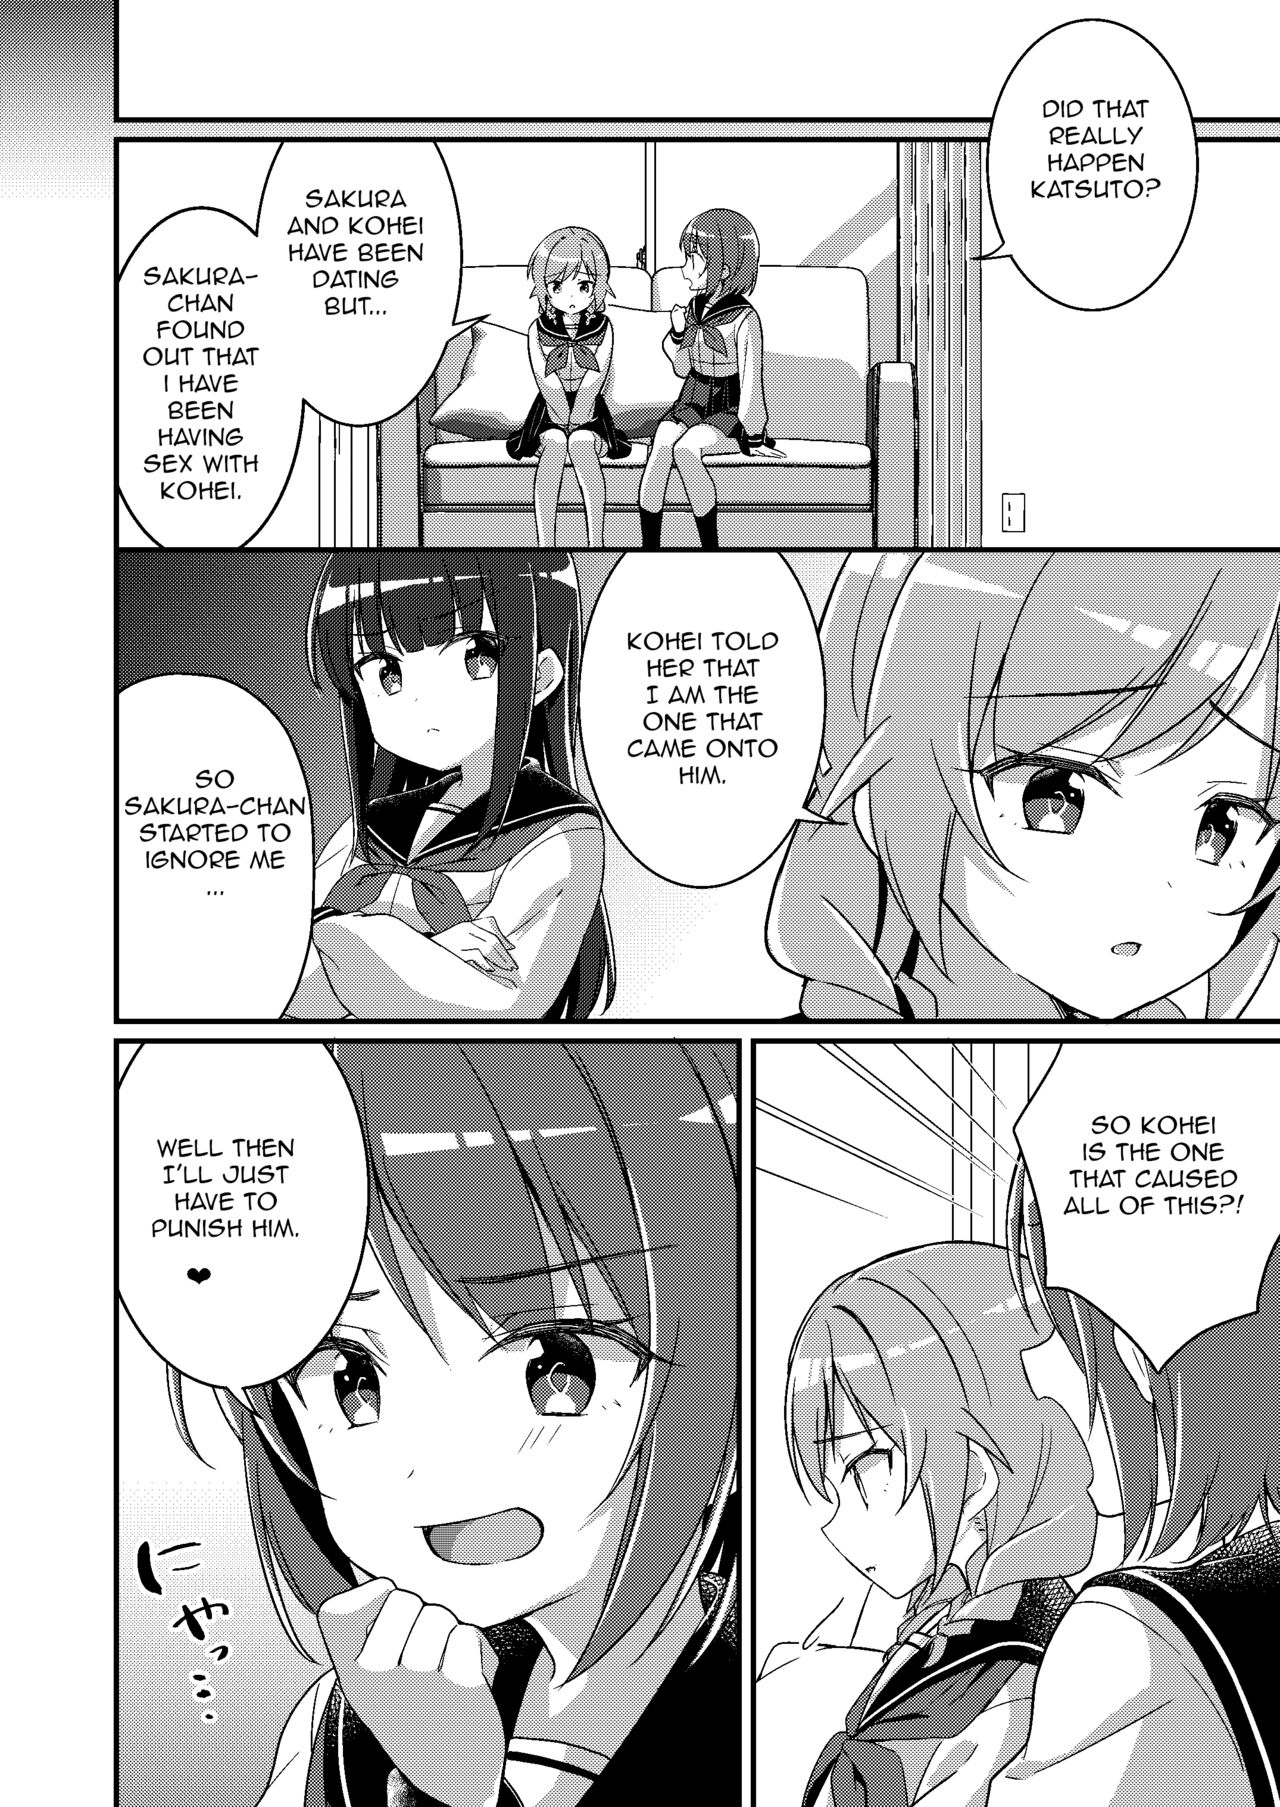 DID THAT
REALLY
HAPPEN
KATSUTO?
SAKURA
AND KOHEI
HAVE BEEN
DATING
BUT...
SAKURA-
CHAN
FOUND
OUT THAT
I HAVE
BEEN
HAVING
SEX WITH
KOHEI.
KOHEI TOLD
HER THAT
I AM THE
ONE THAT
CAME ONTO
HIM.
SO
SAKURA-CHAN
STARTED TO
IGNORE ME
...
SO KOHEI
IS THE ONE
THAT CAUSED
ALL OF THIS?!
WELL THEN
I'LL JUST
HAVE TO
PUNISH HIM.
❤
にやっ…